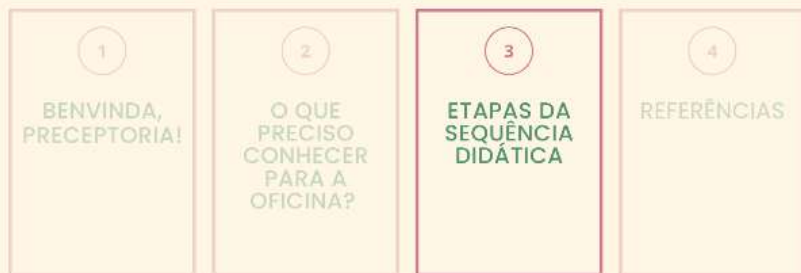 1
BENVINDA,
PRECEPTORIA!
2
O QUE
PRECISO
CONHECER
PARA A
OFICINA?
3
ETAPAS DA
SEQUÊNCIA
DIDÁTICA
4
REFERÊNCIAS